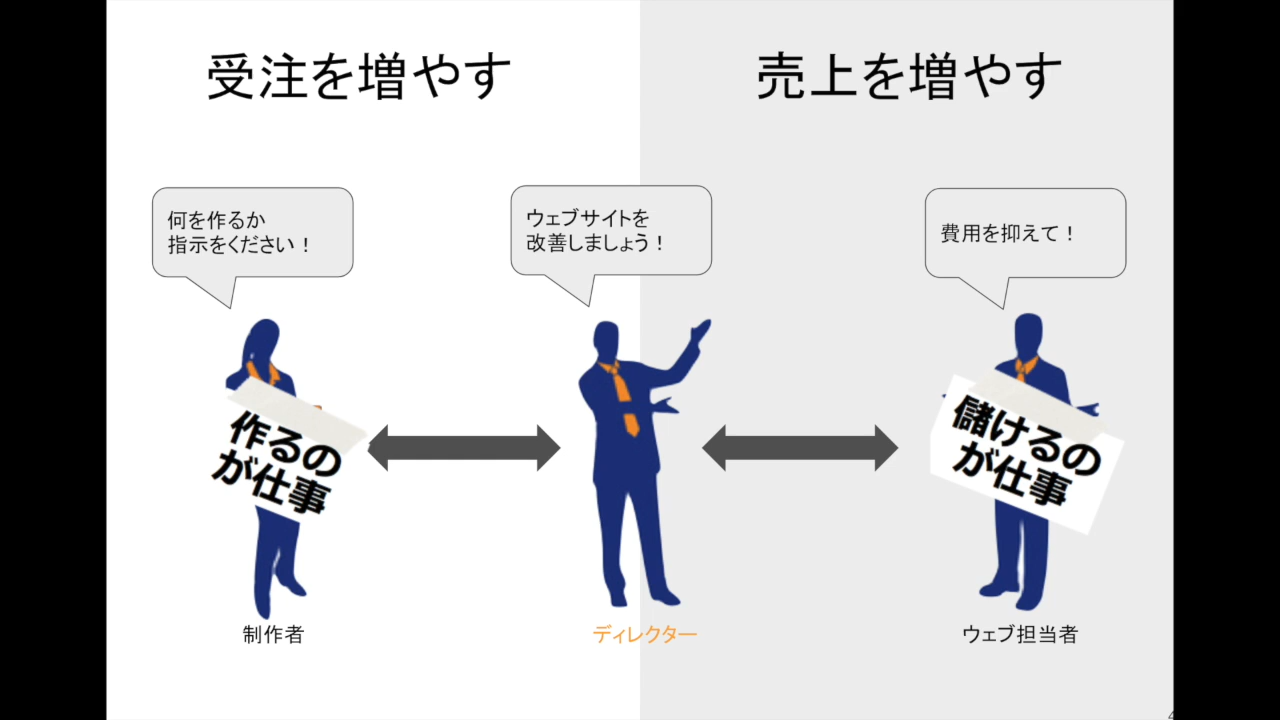 受注を増やす
売上を増やす
何を作るか
指示をください！
ウェブサイトを
改善しましょう！
費用を抑えて！
作るの
が仕事
儲けるの
が仕事
制作者
ディレクター
ウェブ担当者